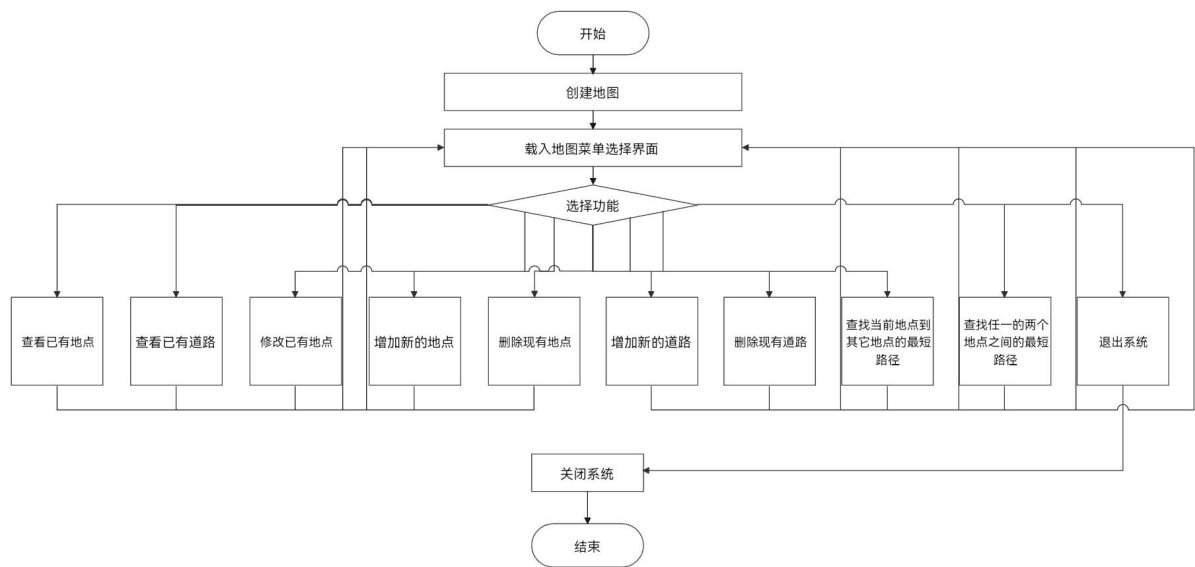 开始
创建地图
载入地图菜单选择界面
选择功能
查看已有地点
查看已有道路
修改已有地点
增加新的地点
删除现有地点
增加新的道路
删除现有道路
查找当前地点到
其它地点的最短
路径
查找任一的两个
地点之间的最短
路径
退出系统
关闭系统
结束